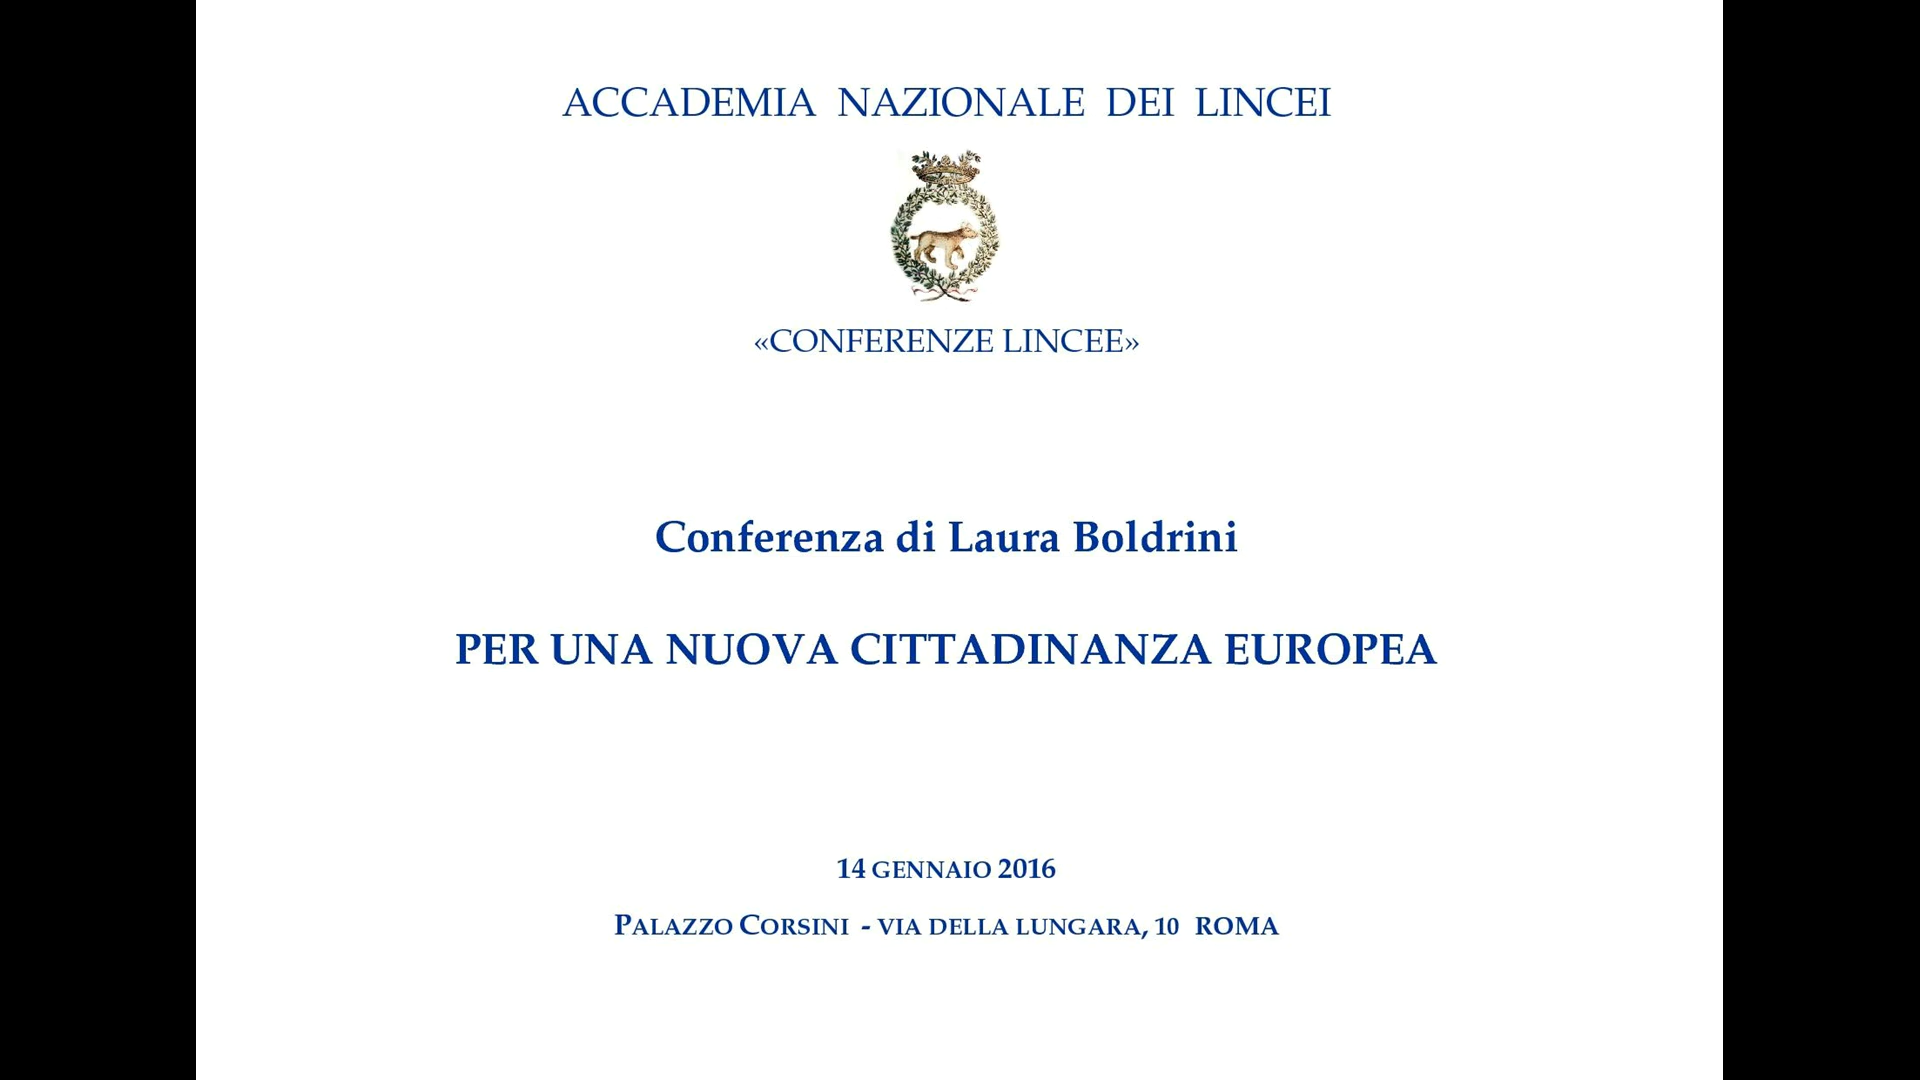 ACCADEMIA NAZIONALE DEI LINCEI
«CONFERENZE LINCEE»
Conferenza di Laura Boldrini
PER UNA NUOVA CITTADINANZA EUROPEA
14 GENNAIO 2016
PALAZZO CORSINI - VIA DELLA LUNGARA, 10 ROMA